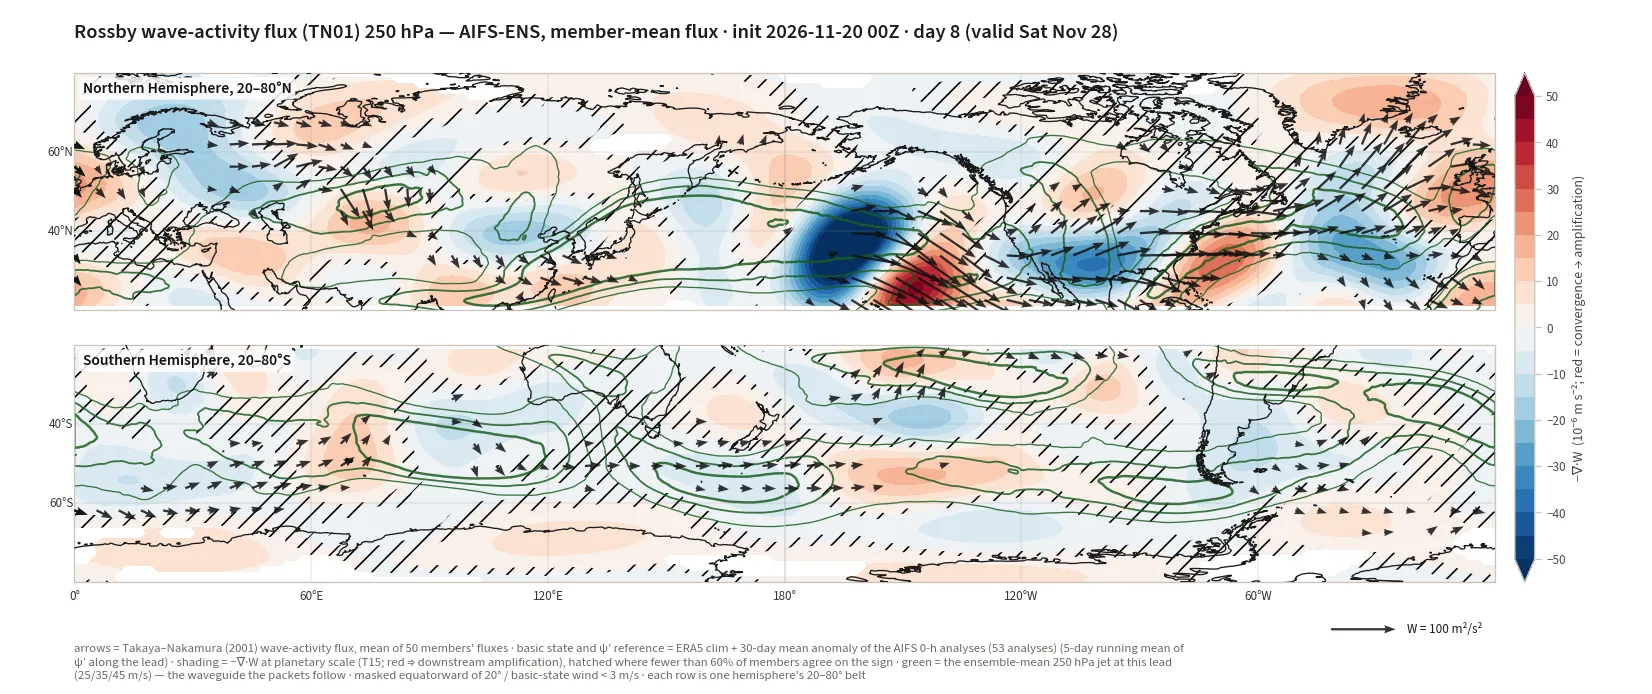 Rossby wave-activity flux (TN01) 250 hPa — AIFS-ENS, member-mean flux · init 2026-11-20 00Z · day 8 (valid Sat Nov 28)
Northern Hemisphere, 20–80°N
60°N
40°N
Southern Hemisphere, 20–80°S
40°S
60°S
0°
60°E
120°E
180°
120°W
60°W
50
40
30
20
10
0
−10
−20
−30
−40
−50
−∇·W (10⁻⁶ m s⁻²; red = convergence → amplification)
W = 100 m²/s²
arrows = Takaya–Nakamura (2001) wave-activity flux, mean of 50 members' fluxes · basic state and ψ' reference = ERA5 clim + 30-day mean anomaly of the AIFS 0-h analyses (53 analyses) (5-day running mean of
ψ' along the lead) · shading = −∇·W at planetary scale (T15; red ⇒ downstream amplification), hatched where fewer than 60% of members agree on the sign · green = the ensemble-mean 250 hPa jet at this lead
(25/35/45 m/s) — the waveguide the packets follow · masked equatorward of 20° / basic-state wind < 3 m/s · each row is one hemisphere's 20–80° belt